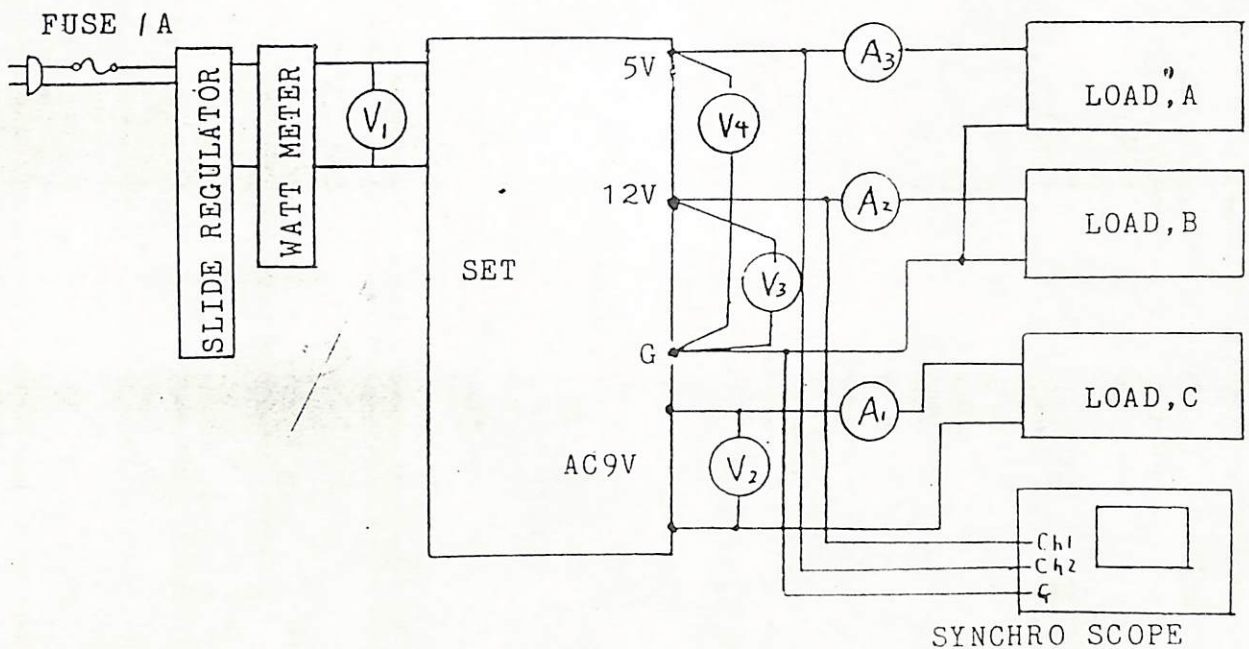 FUSE 1A
SLIDE REGULATOR
WATT METER
V1
SET
5V
12V
G
AC9V
V4
V3
V2
A3
A2
A1
LOAD, A
LOAD, B
LOAD, C
Ch1
Ch2
G
SYNCHRO SCOPE